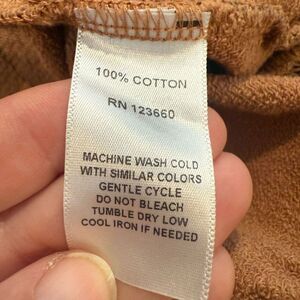 100% COTTON
RN 123660
MACHINE WASH COLD
WITH SIMILAR COLORS
GENTLE CYCLE
DO NOT BLEACH
TUMBLE DRY LOW
COOL IRON IF NEEDED